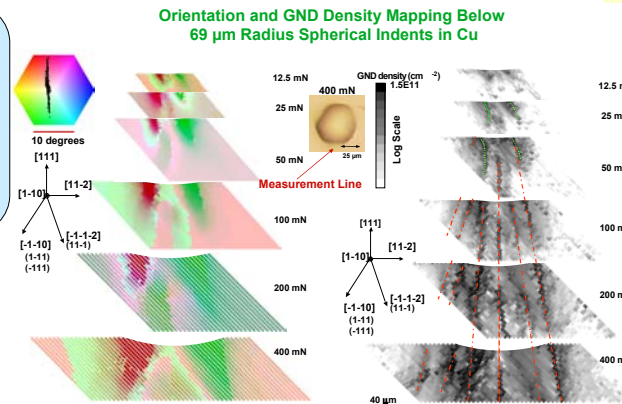 Orientation and GND Density Mapping Below
69 µm Radius Spherical Indents in Cu
10 degrees
[111]
[1-10]
[11-2]
[-1-10]
(1-11)
(-111)
[-1-1-2]
(11-1)
12.5 mN
25 mN
50 mN
100 mN
200 mN
400 mN
400 mN
25 µm
Measurement Line
GND density (cm -2)
1.5E11
Log Scale
[111]
[1-10]
[11-2]
[-1-10]
(1-11)
(-111)
[-1-1-2]
(11-1)
12.5 m
25 m
50 m
100 m
200 m
400 m
40 µm